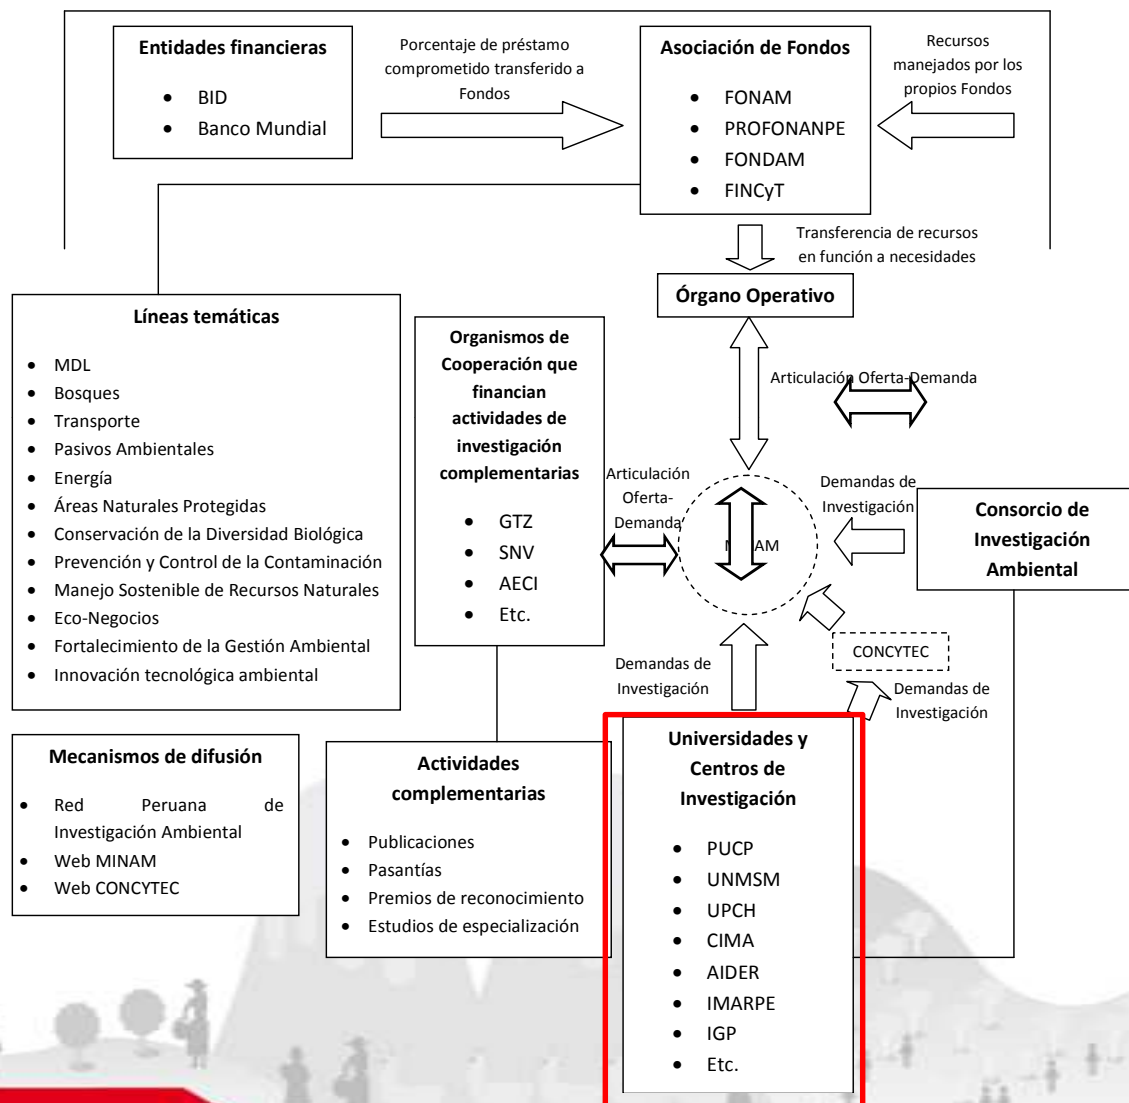 Entidades financieras
• BID
• Banco Mundial
Porcentaje de préstamo
comprometido transferido a
Fondos
Asociación de Fondos
• FONAM
• PROFONANPE
• FONDAM
• FINCyT
Recursos
manejados por los
propios Fondos
Transferencia de recursos
en función a necesidades
Órgano Operativo
Líneas temáticas
• MDL
• Bosques
• Transporte
• Pasivos Ambientales
• Energía
• Áreas Naturales Protegidas
• Conservación de la Diversidad Biológica
• Prevención y Control de la Contaminación
• Manejo Sostenible de Recursos Naturales
• Eco-Negocios
• Fortalecimiento de la Gestión Ambiental
• Innovación tecnológica ambiental
Organismos de
Cooperación que
financian
actividades de
investigación
complementarias
• GTZ
• SNV
• AECI
• Etc.
Articulación Oferta-Demanda
Articulación
Oferta-
Demanda
Demandas de
Investigación
Consorcio de
Investigación
Ambiental
CONCYTEC
Demandas de
Investigación
Demandas de
Investigación
Mecanismos de difusión
• Red Peruana de
Investigación Ambiental
• Web MINAM
• Web CONCYTEC
Actividades
complementarias
• Publicaciones
• Pasantías
• Premios de reconocimiento
• Estudios de especialización
Universidades y
Centros de
Investigación
• PUCP
• UNMSM
• UPCH
• CIMA
• AIDER
• IMARPE
• IGP
• Etc.